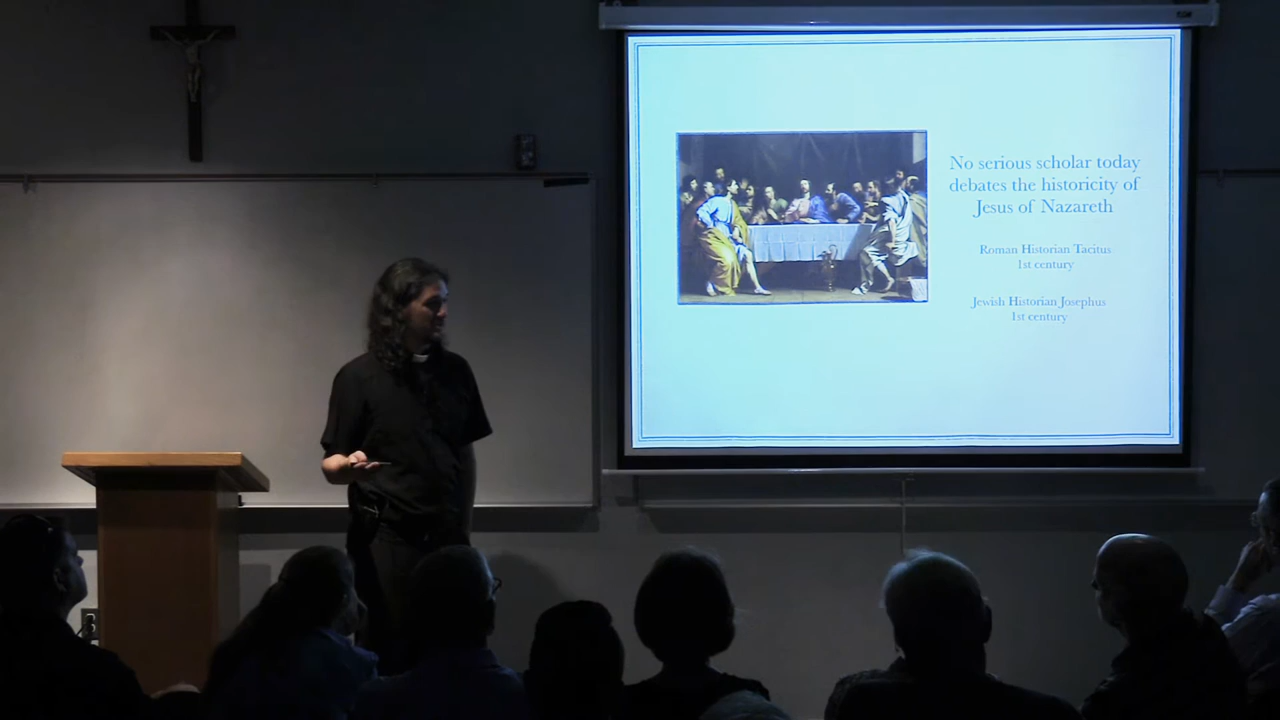 No serious scholar today
debates the historicity of
Jesus of Nazareth
Roman Historian Tacitus
1st century
Jewish Historian Josephus
1st century